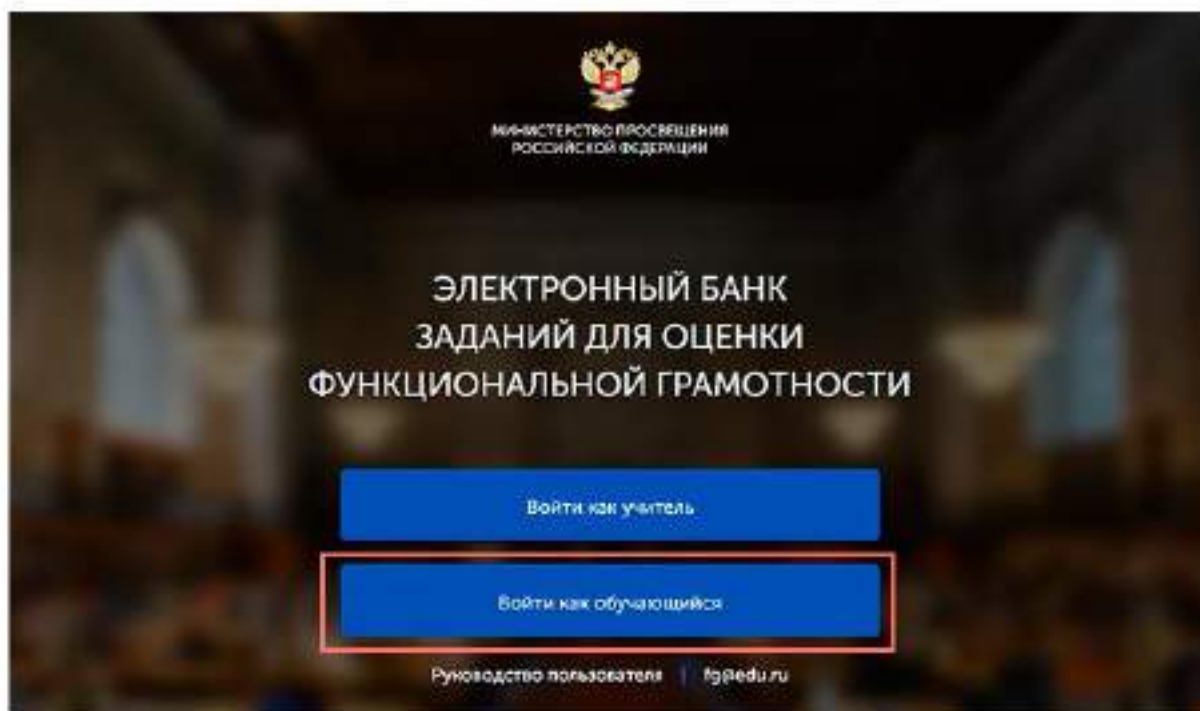 МИНИСТЕРСТВО ПРОСВЕЩЕНИЯ
РОССИЙСКОЙ ФЕДЕРАЦИИ
ЭЛЕКТРОННЫЙ БАНК
ЗАДАНИЙ ДЛЯ ОЦЕНКИ
ФУНКЦИОНАЛЬНОЙ ГРАМОТНОСТИ
Войти как учитель
Войти как обучающийся
Руководство пользователя | fg@edu.ru